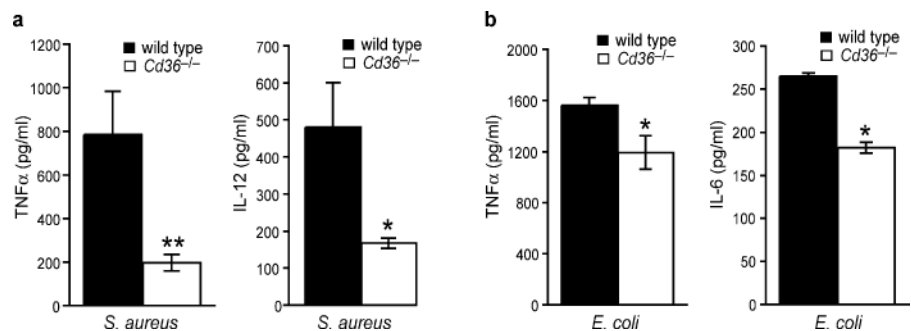 a
wild type
Cd36–/–
TNFα (pg/ml)
1200
1000
800
600
400
200
0
**
S. aureus
wild type
Cd36–/–
IL-12 (pg/ml)
700
600
500
400
300
200
100
0
*
S. aureus
b
wild type
Cd36–/–
TNFα (pg/ml)
2000
1600
1200
800
400
0
*
E. coli
wild type
Cd36–/–
IL-6 (pg/ml)
300
250
200
150
100
50
0
*
E. coli